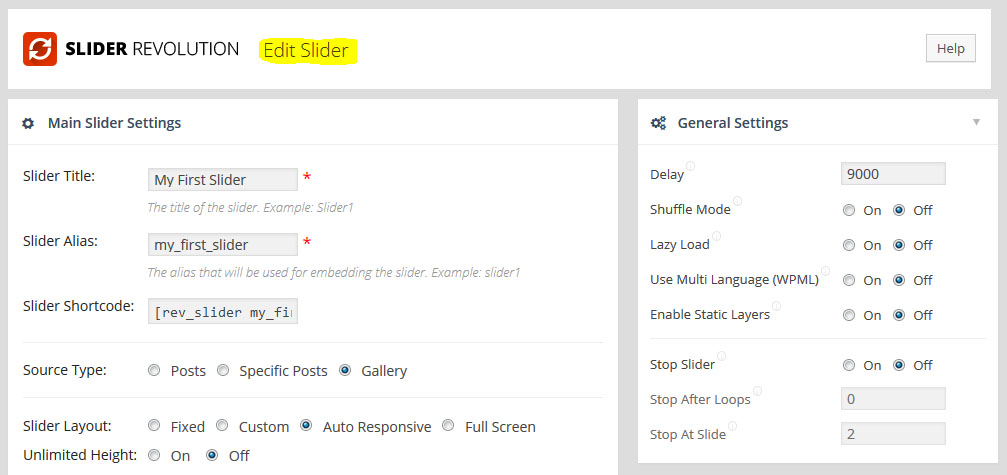 SLIDER REVOLUTION Edit Slider
Help
Main Slider Settings
Slider Title: My First Slider *
The title of the slider. Example: Slider1
Slider Alias: my_first_slider *
The alias that will be used for embedding the slider. Example: slider1
Slider Shortcode: [rev_slider my_fi
Source Type: Posts Specific Posts Gallery
Slider Layout: Fixed Custom Auto Responsive Full Screen
Unlimited Height: On Off
General Settings
Delay 9000
Shuffle Mode On Off
Lazy Load On Off
Use Multi Language (WPML) On Off
Enable Static Layers On Off
Stop Slider On Off
Stop After Loops 0
Stop At Slide 2